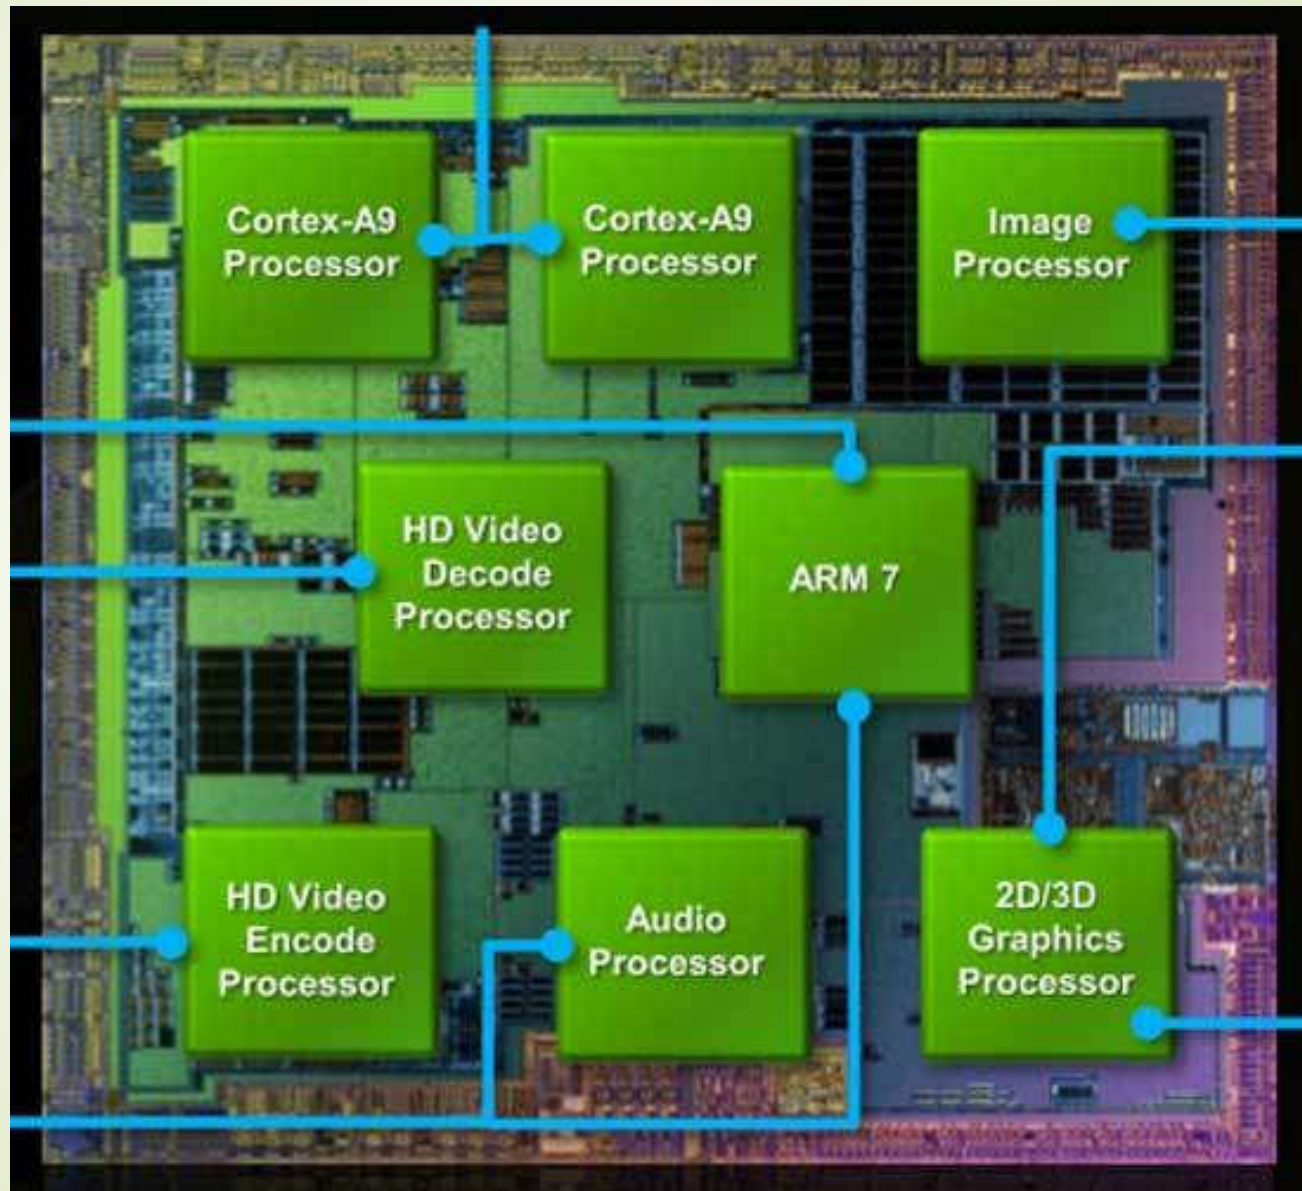 Cortex-A9
Processor
Cortex-A9
Processor
Image
Processor
HD Video
Decode
Processor
ARM 7
HD Video
Encode
Processor
Audio
Processor
2D/3D
Graphics
Processor